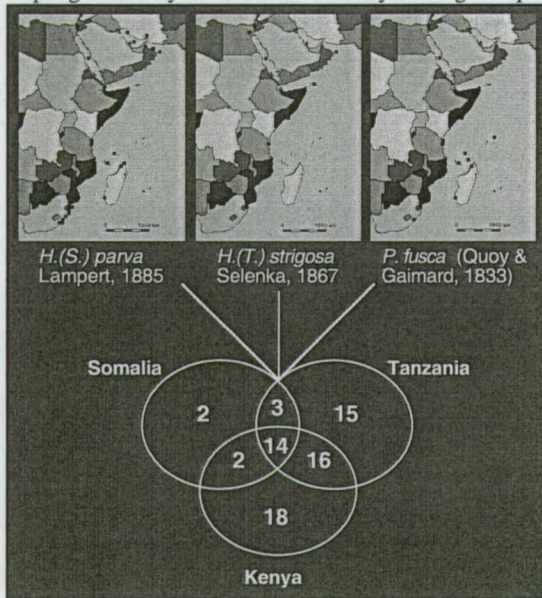 H.(S.) parva
Lampert, 1885
H.(T.) strigosa
Selenka, 1867
P. fusca (Quoy &
Gaimard, 1833)
Somalia
Tanzania
2
3
15
14
2
16
18
Kenya